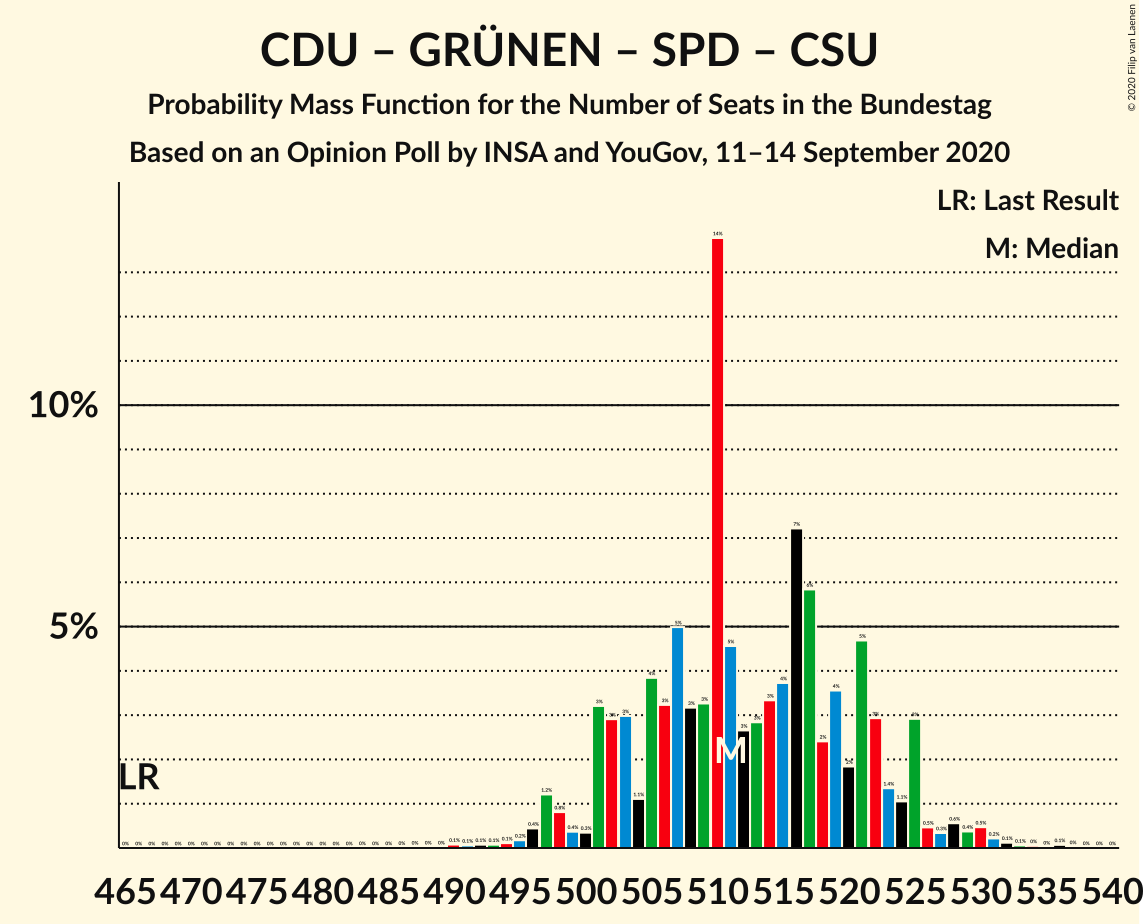 CDU – GRÜNEN – SPD – CSU
Probability Mass Function for the Number of Seats in the Bundestag
Based on an Opinion Poll by INSA and YouGov, 11–14 September 2020
© 2020 Filip van Laenen
LR: Last Result
M: Median
10%
5%
LR
M
465 470 475 480 485 490 495 500 505 510 515 520 525 530 535 540